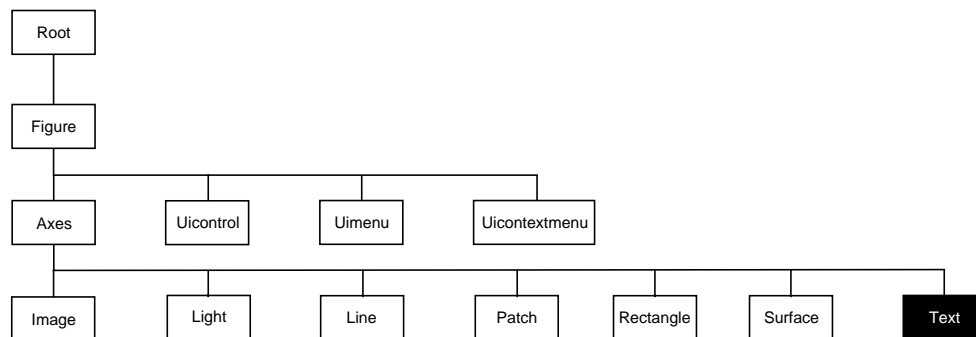 Root
Figure
Axes
Uicontrol
Uimenu
Uicontextmenu
Image
Light
Line
Patch
Rectangle
Surface
Text